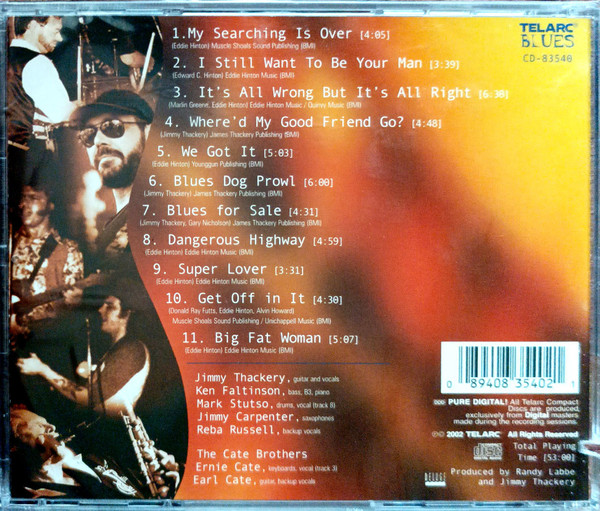 1.My Searching Is Over [4:05]
(Eddie Hinton) Muscle Shoals Sound Publishing (BMI)
2. I Still Want To Be Your Man [3:39]
(Edward C. Hinton) Eddie Hinton Music (BMI)
3. It's All Wrong But It's All Right [6:30]
(Marlin Greene, Eddie Hinton) Eddie Hinton Music / Quinvy Music (BMI)
4. Where'd My Good Friend Go? [4:48]
(Jimmy Thackery) James Thackery Publishing (BMI)
5. We Got It [5:03]
(Eddie Hinton) Younggun Publishing (BMI)
6. Blues Dog Prowl [6:00]
(Jimmy Thackery) James Thackery Publishing (BMI)
7. Blues for Sale [4:31]
(Jimmy Thackery, Gary Nicholson) James Thackery Publishing (BMI)
8. Dangerous Highway [4:59]
(Eddie Hinton) Eddie Hinton Music (BMI)
9. Super Lover [3:31]
(Eddie Hinton) Eddie Hinton Music (BMI)
10. Get Off in It [4:30]
(Donald Ray Futts, Eddie Hinton, Alvin Howard)
Muscle Shoals Sound Publishing / Unichappell Music (BMI)
11. Big Fat Woman [5:07]
(Eddie Hinton) Eddie Hinton Music (BMI)
Jimmy Thackery, guitar and vocals
Ken Faltinson, bass, B3, piano
Mark Stutso, drums, vocal (track 8)
Jimmy Carpenter, saxophones
Reba Russell, backup vocals
The Cate Brothers
Ernie Cate, keyboards, vocal (track 3)
Earl Cate, guitar, backup vocals
TELARC
BLUES
CD-83540
0 89408 35402 1
PURE DIGITAL! All Telarc Compact
Discs are produced,
exclusively from Digital masters
made during the recording sessions.
℗© 2002 TELARC® All Rights Reserved
Total Playing
Time [53:00]
DELUGE
Produced by Randy Labbe
and Jimmy Thackery